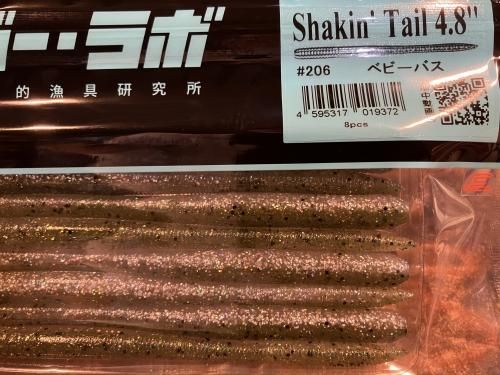 ー・ラボ
的漁具研究所
Shakin' Tail 4.8"
#206 ベビーバス
4 595317 019372
8pcs